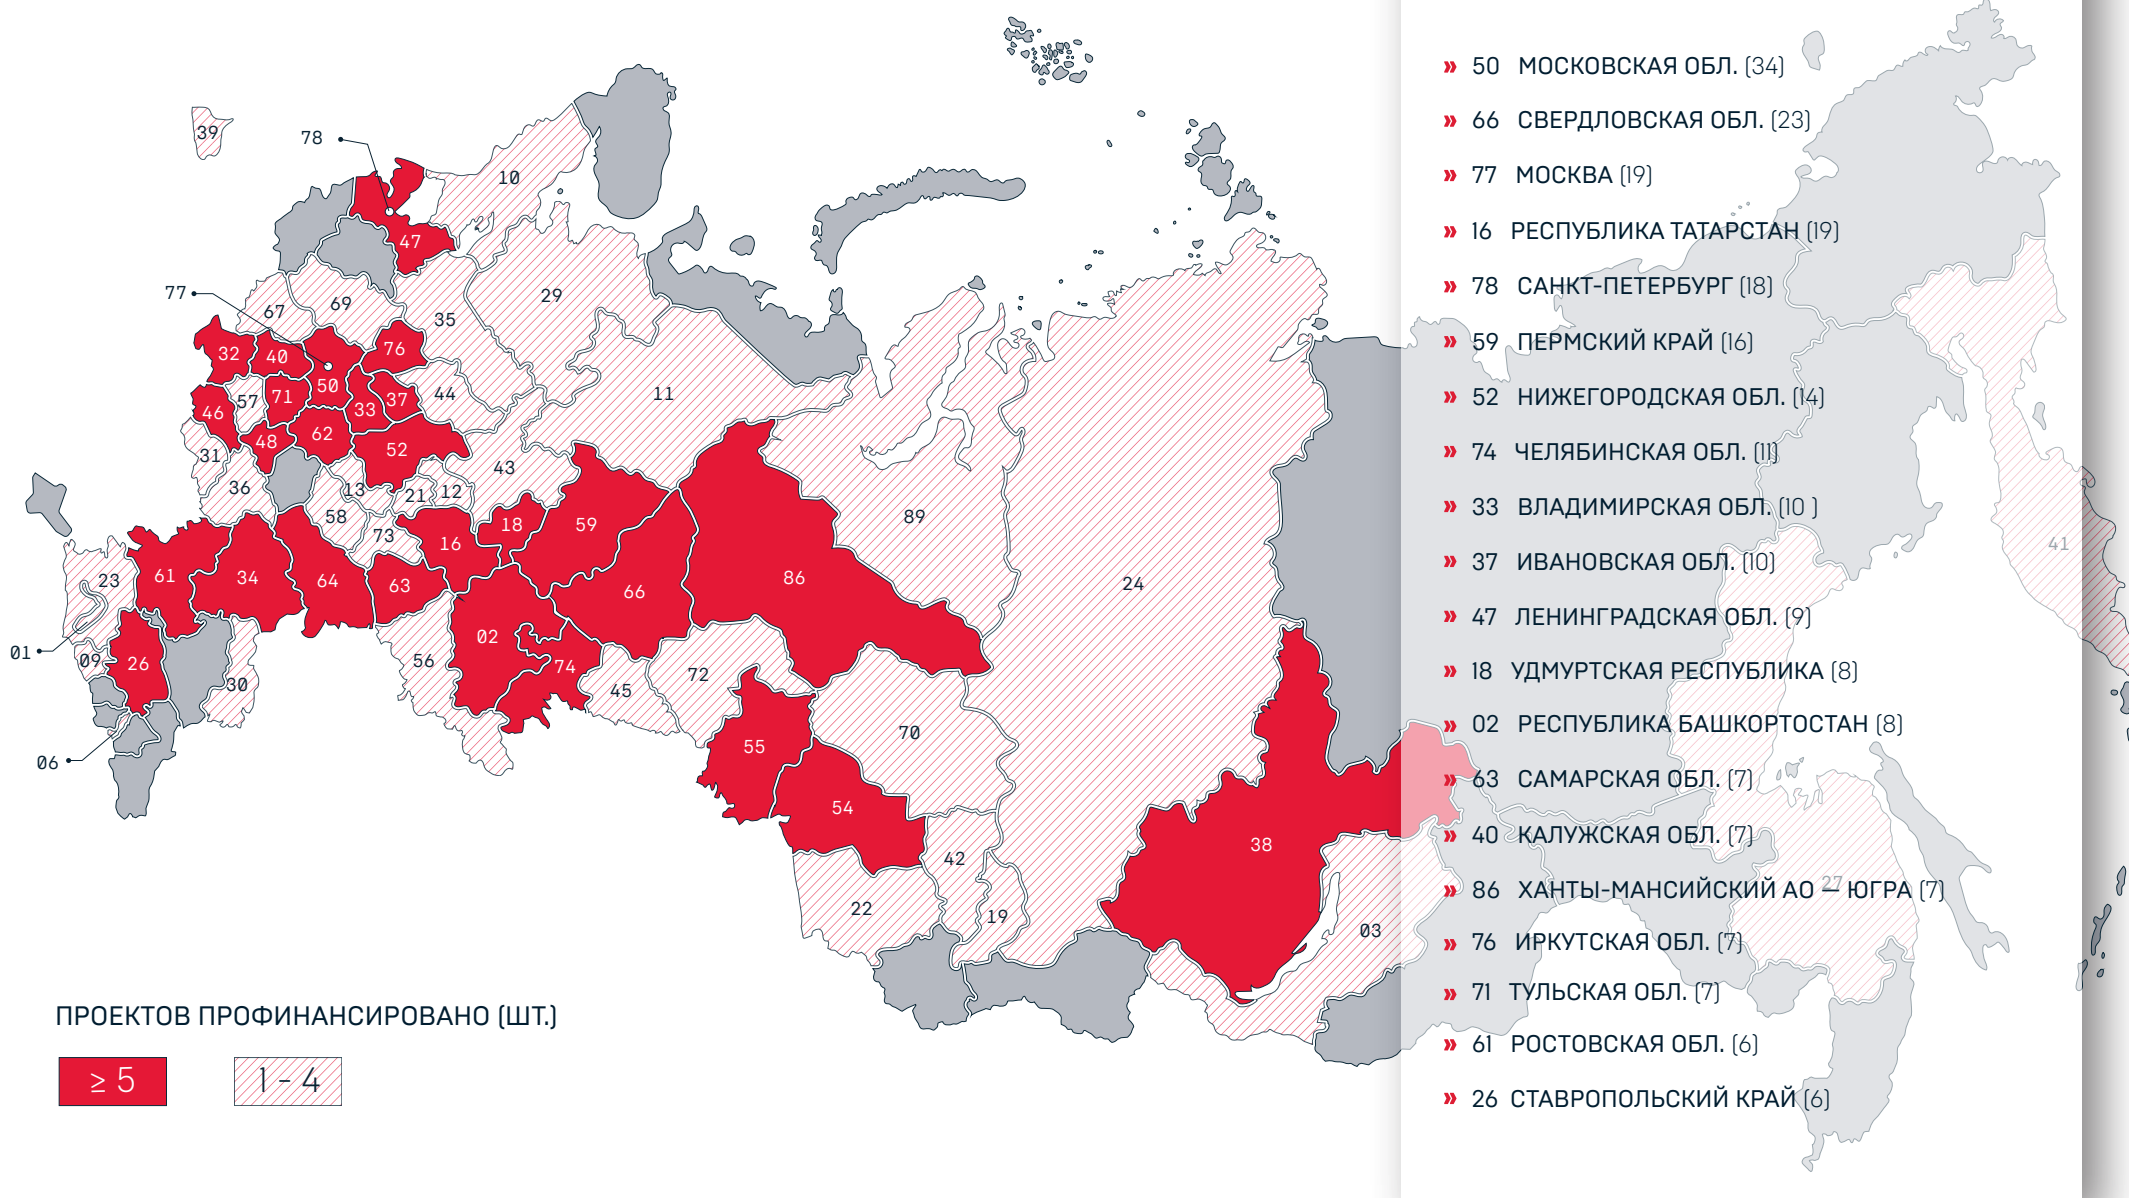 39
78
10
47
77
67
69
29
35
32
40
76
50
44
11
46
57
71
33
37
48
62
52
31
43
36
13
21
12
58
73
18
59
89
16
41
23
61
34
64
63
66
86
24
01
09
26
02
74
56
45
72
30
06
55
70
54
38
42
22
19
03
27
ПРОЕКТОВ ПРОФИНАНСИРОВАНО (ШТ.)
≥ 5
1 - 4
» 50 МОСКОВСКАЯ ОБЛ. (34)
» 66 СВЕРДЛОВСКАЯ ОБЛ. (23)
» 77 МОСКВА (19)
» 16 РЕСПУБЛИКА ТАТАРСТАН (19)
» 78 САНКТ-ПЕТЕРБУРГ (18)
» 59 ПЕРМСКИЙ КРАЙ (16)
» 52 НИЖЕГОРОДСКАЯ ОБЛ. (14)
» 74 ЧЕЛЯБИНСКАЯ ОБЛ. (11)
» 33 ВЛАДИМИРСКАЯ ОБЛ. (10 )
» 37 ИВАНОВСКАЯ ОБЛ. (10)
» 47 ЛЕНИНГРАДСКАЯ ОБЛ. (9)
» 18 УДМУРТСКАЯ РЕСПУБЛИКА (8)
» 02 РЕСПУБЛИКА БАШКОРТОСТАН (8)
» 63 САМАРСКАЯ ОБЛ. (7)
» 40 КАЛУЖСКАЯ ОБЛ. (7)
» 86 ХАНТЫ-МАНСИЙСКИЙ АО — ЮГРА (7)
» 76 ИРКУТСКАЯ ОБЛ. (7)
» 71 ТУЛЬСКАЯ ОБЛ. (7)
» 61 РОСТОВСКАЯ ОБЛ. (6)
» 26 СТАВРОПОЛЬСКИЙ КРАЙ (6)